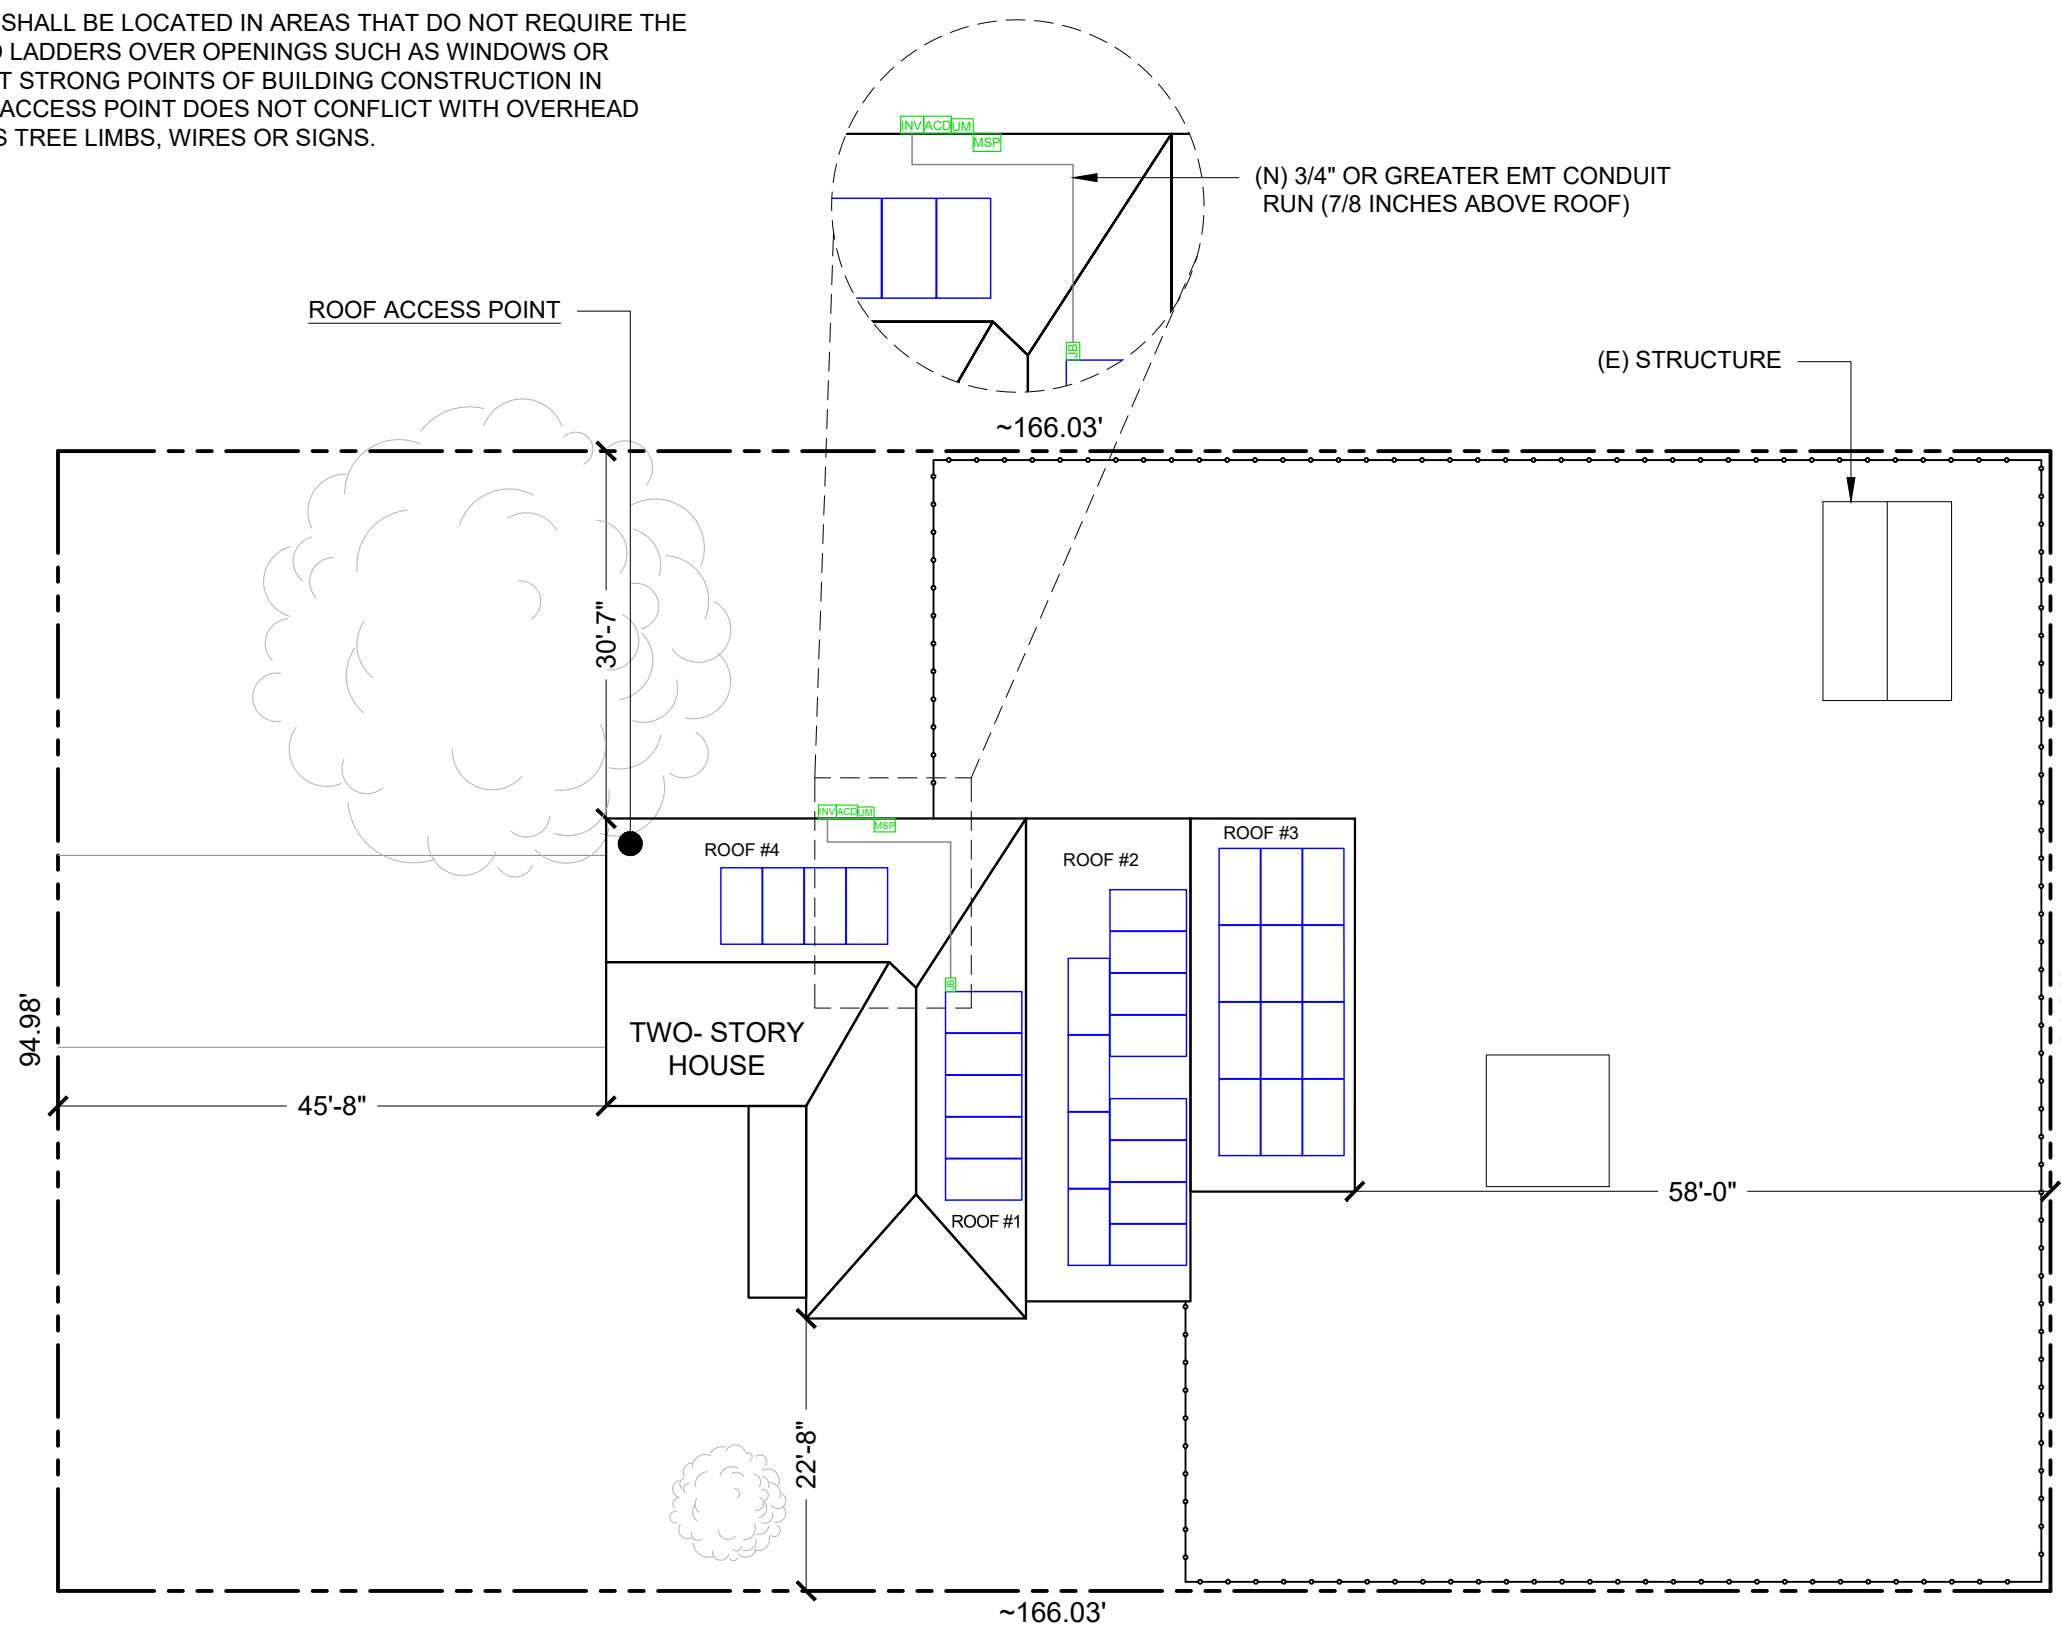 SHALL BE LOCATED IN AREAS THAT DO NOT REQUIRE THE
LADDERS OVER OPENINGS SUCH AS WINDOWS OR
STRONG POINTS OF BUILDING CONSTRUCTION IN
ACCESS POINT DOES NOT CONFLICT WITH OVERHEAD
TREE LIMBS, WIRES OR SIGNS.
INV ACD UM
MSP
(N) 3/4" OR GREATER EMT CONDUIT
RUN (7/8 INCHES ABOVE ROOF)
ROOF ACCESS POINT
JB
(E) STRUCTURE
~166.03'
30'-7"
INV ACD UM
MSP
ROOF #4
ROOF #3
ROOF #2
JB
TWO- STORY
HOUSE
94.98'
45'-8"
58'-0"
ROOF #1
22'-8"
~166.03'